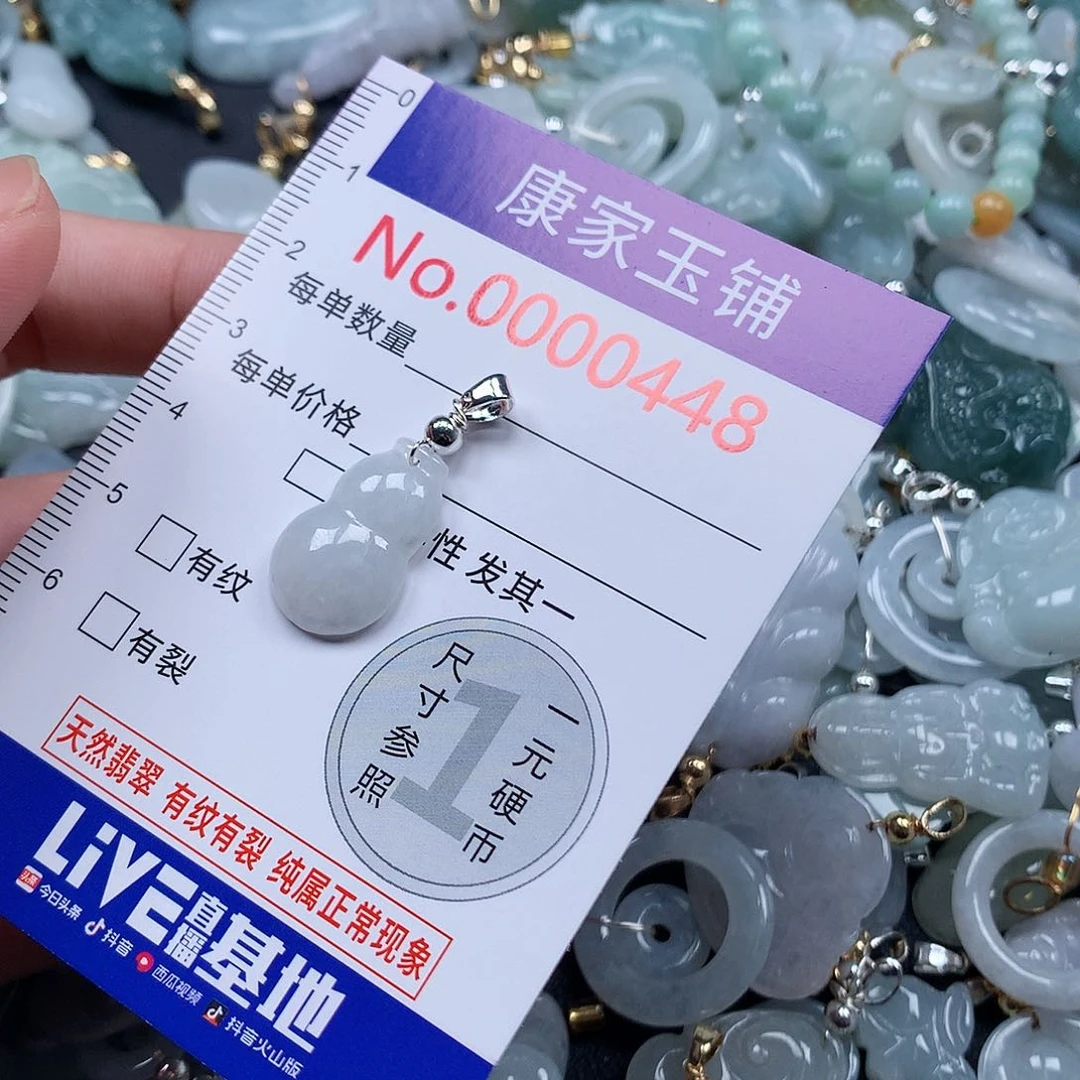 0
康家玉铺
1
No.0000448
2
每单数量
3
每单价格
4
性 发其一
5
有纹
6
有裂
尺寸参照
1
一元硬币
天然翡翠 有纹有裂 纯属正常现象
LiVE直播基地
头条 今日头条 抖音 西瓜视频 抖音火山版